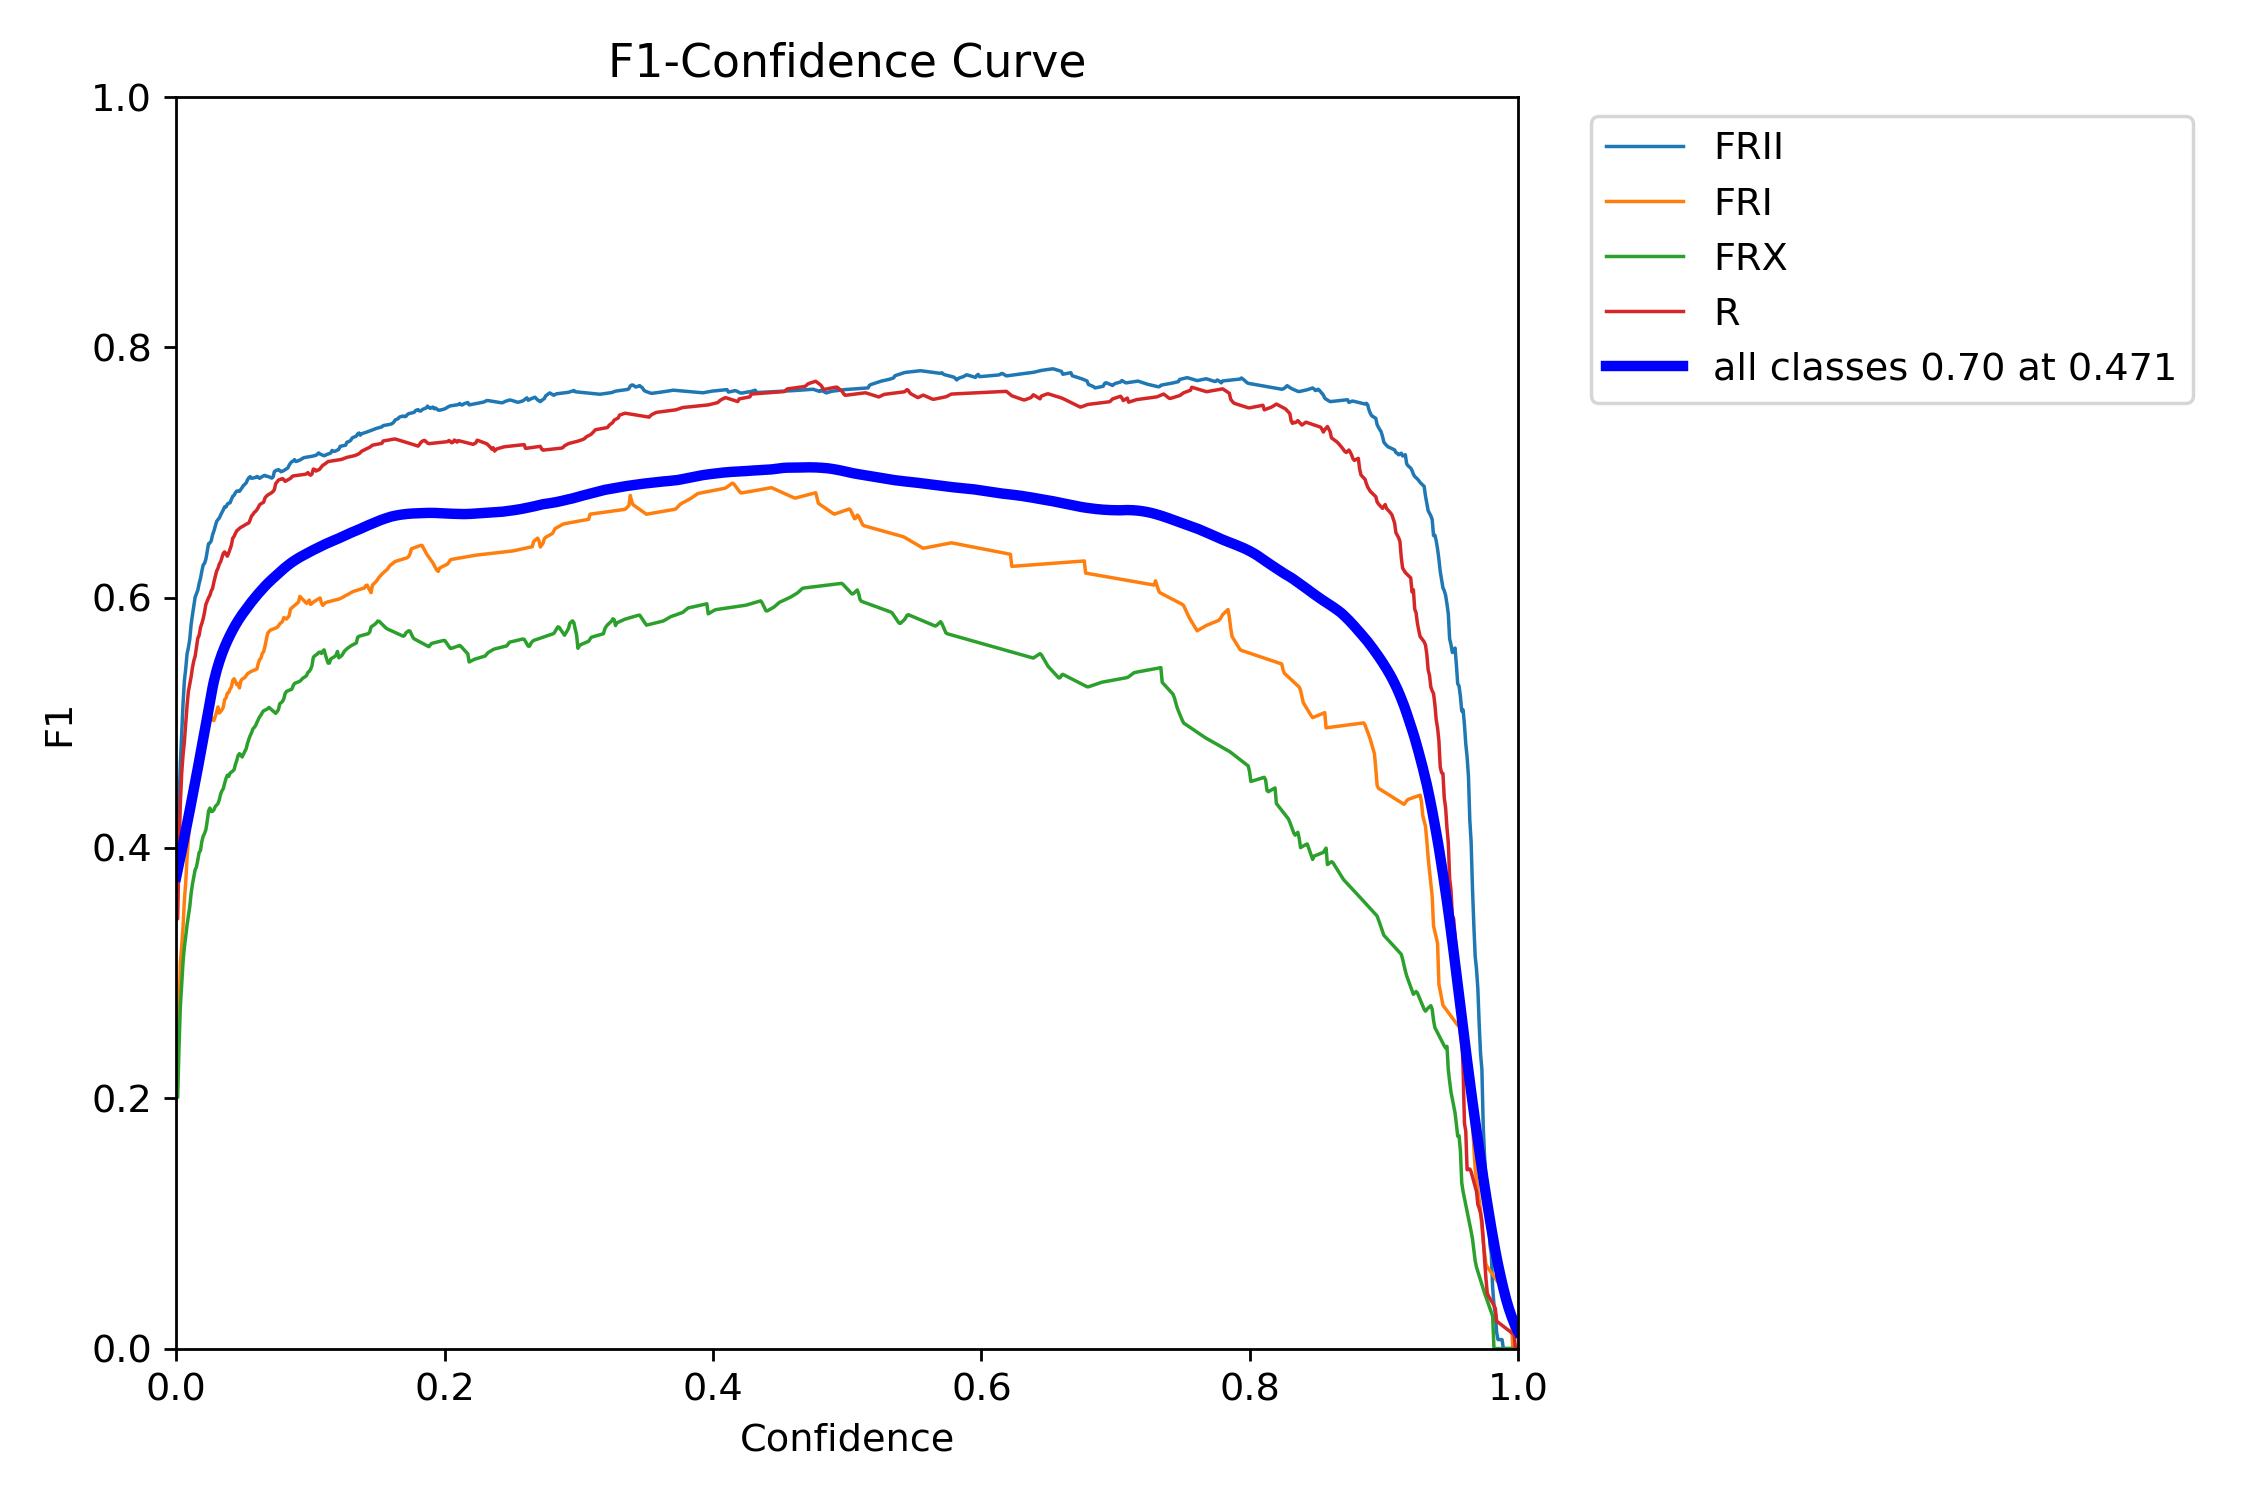 F1-Confidence Curve
1.0
0.8
0.6
0.4
0.2
0.0
F1
0.0 0.2 0.4 0.6 0.8 1.0
Confidence
FRII
FRI
FRX
R
all classes 0.70 at 0.471